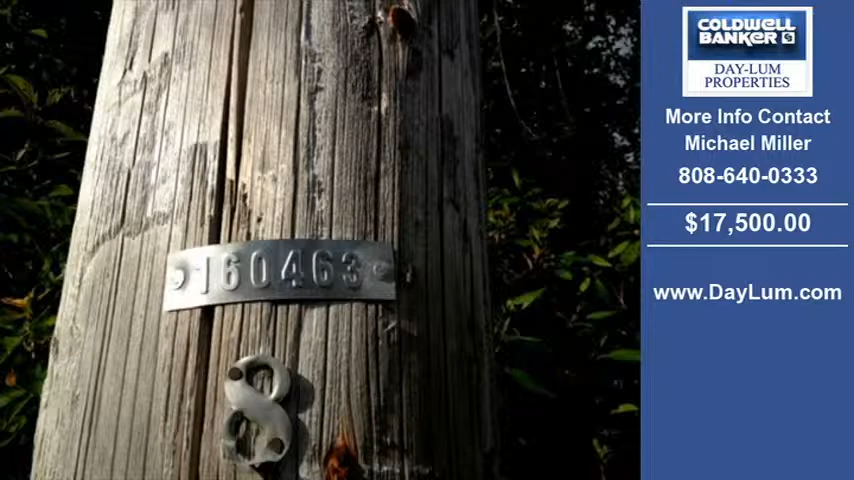 160463
8
COLDWELL
BANKER
DAY-LUM
PROPERTIES
More Info Contact
Michael Miller
808-640-0333
$17,500.00
www.DayLum.com